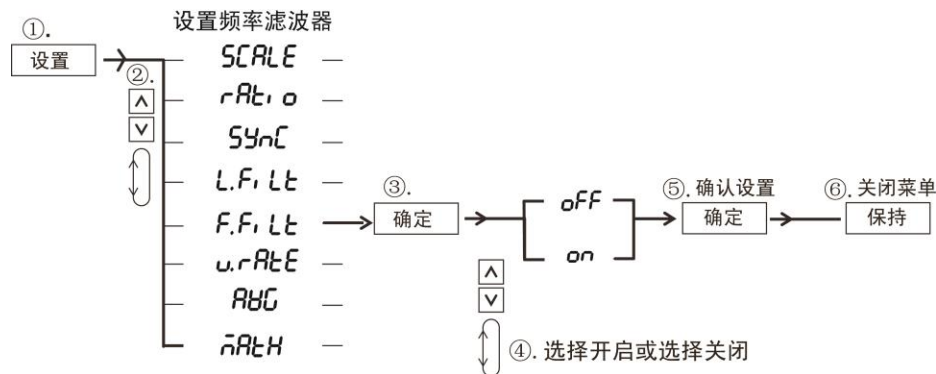 设置频率滤波器
①.
设置
②.
∧
∨
SCALE
rAtio
SYnC
L.FiLt
F.FiLt
u.rAtE
AVG
mAtH
③.
确定
oFF
on
∧
∨
④. 选择开启或选择关闭
⑤. 确认设置
确定
⑥. 关闭菜单
保持